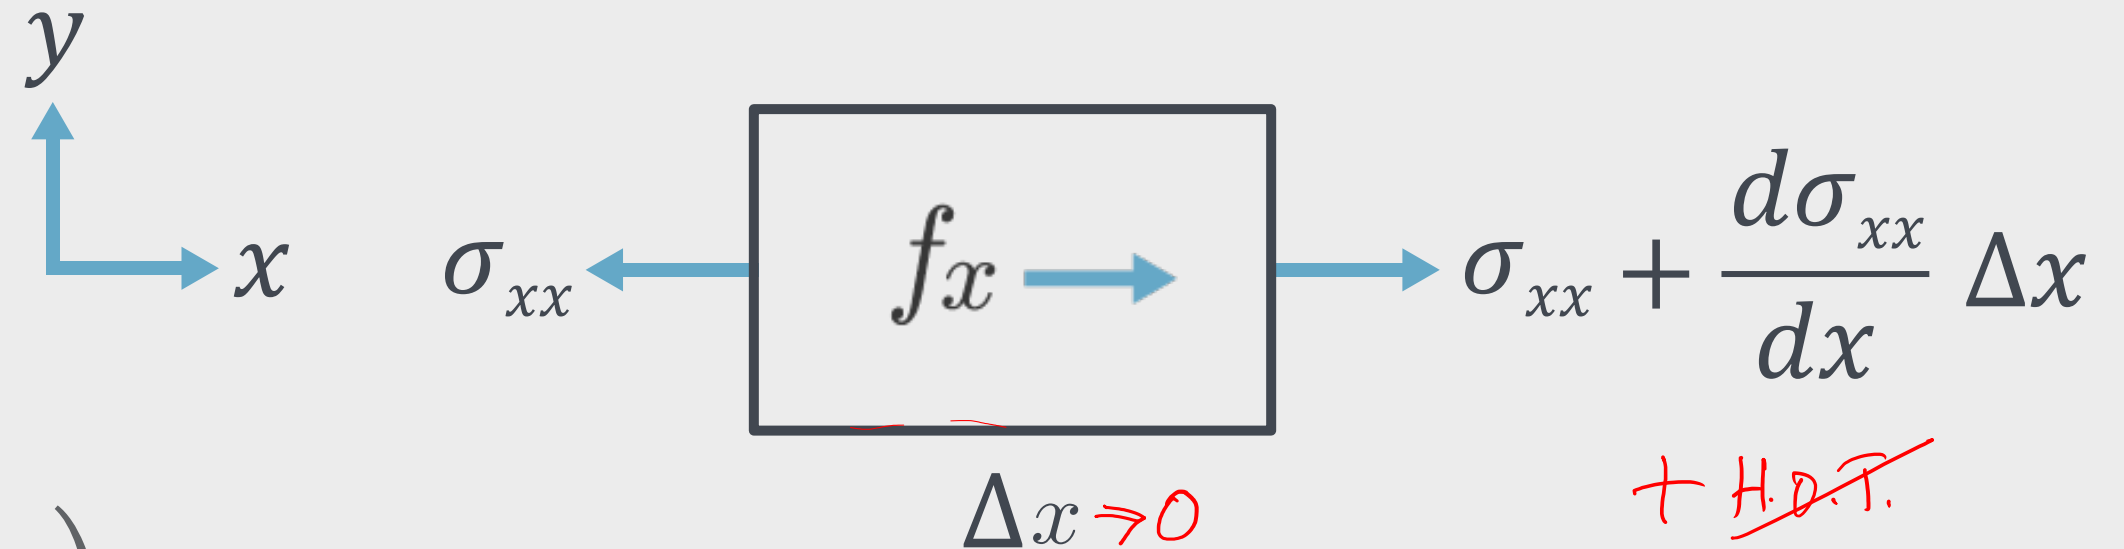 y
x
σxx
fx
σxx + dσxx/dx Δx
Δx → 0
+ H.O.T.
)